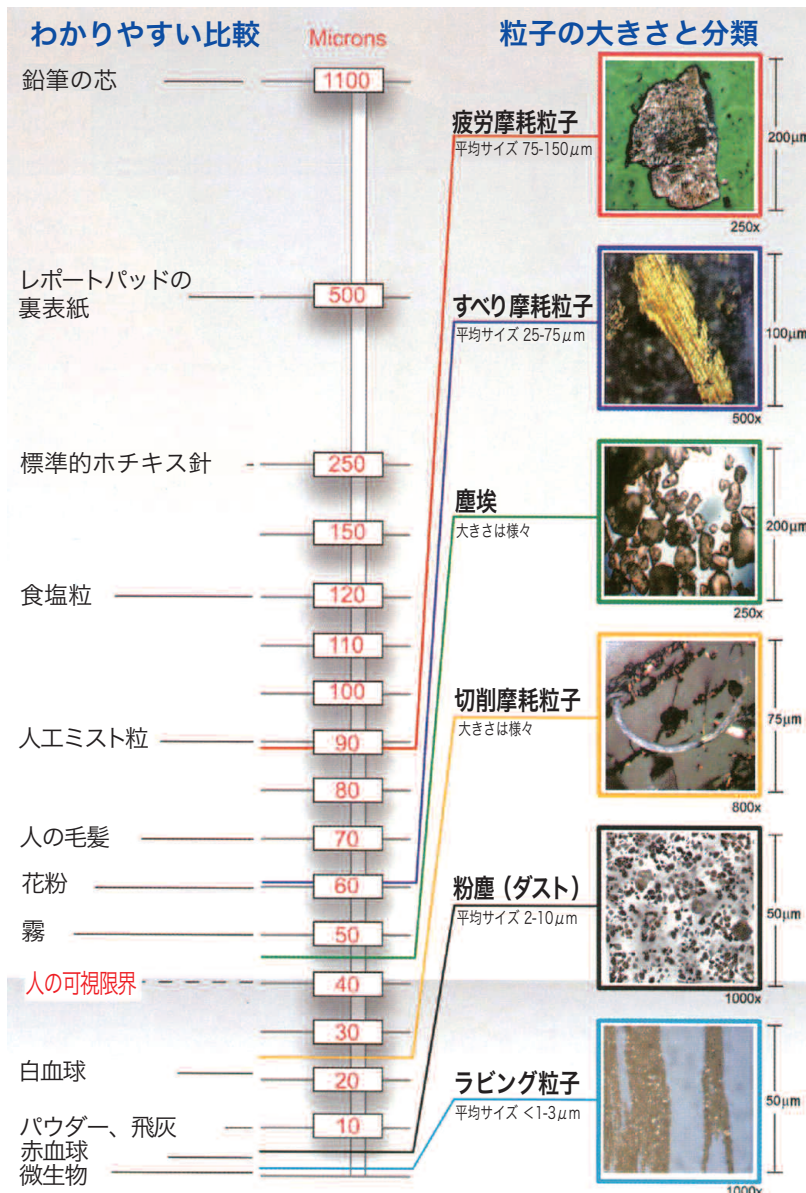 わかりやすい比較
Microns
粒子の大きさと分類
鉛筆の芯
1100
レポートパッドの
裏表紙
500
標準的ホチキス針
250
150
食塩粒
120
110
100
人工ミスト粒
90
80
人の毛髪
70
花粉
60
霧
50
人の可視限界
40
30
白血球
20
パウダー、飛灰
10
赤血球
微生物
疲労摩耗粒子
平均サイズ 75-150μm
200μm
250x
すべり摩耗粒子
平均サイズ 25-75μm
100μm
500x
塵埃
大きさは様々
200μm
250x
切削摩耗粒子
大きさは様々
75μm
800x
粉塵（ダスト）
平均サイズ 2-10μm
50μm
1000x
ラビング粒子
平均サイズ <1-3μm
50μm
1000x